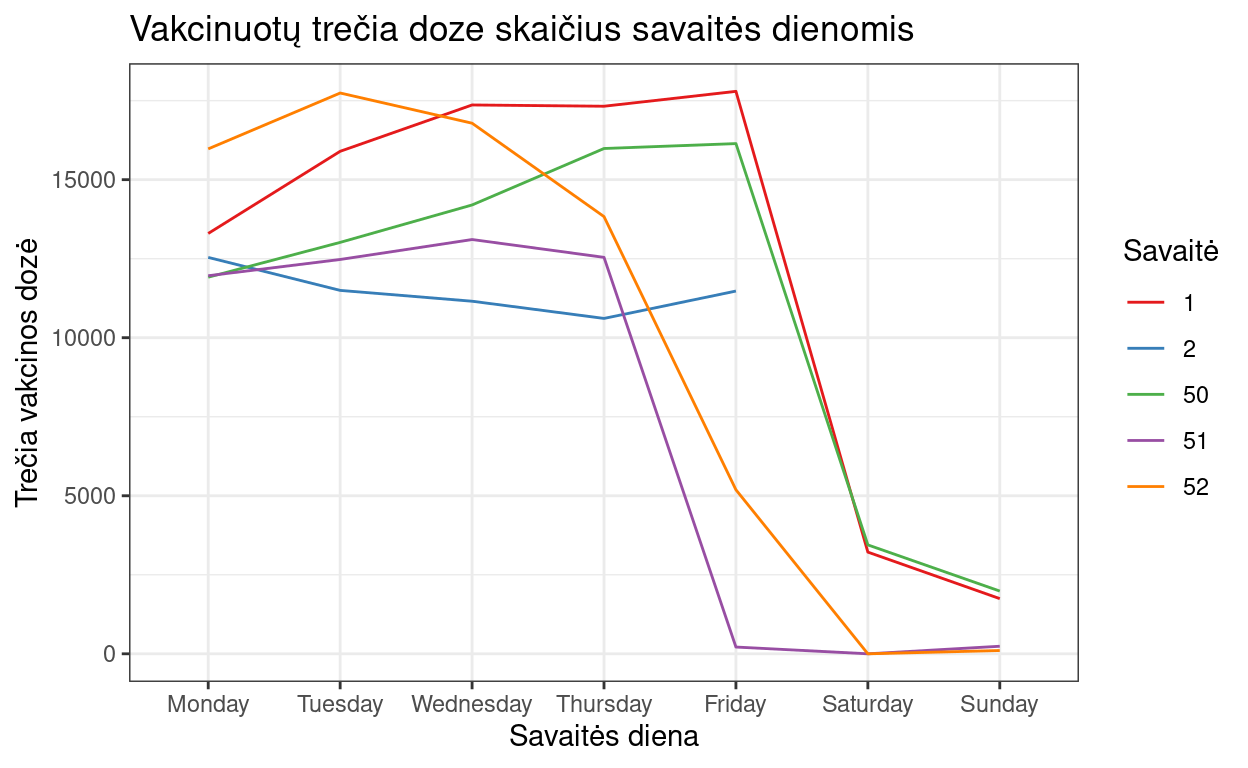 Vakcinuotų trečia doze skaičius savaitės dienomis
Trečia vakcinos dozė
15000
10000
5000
0
Monday Tuesday Wednesday Thursday Friday Saturday Sunday
Savaitės diena
Savaitė
1
2
50
51
52